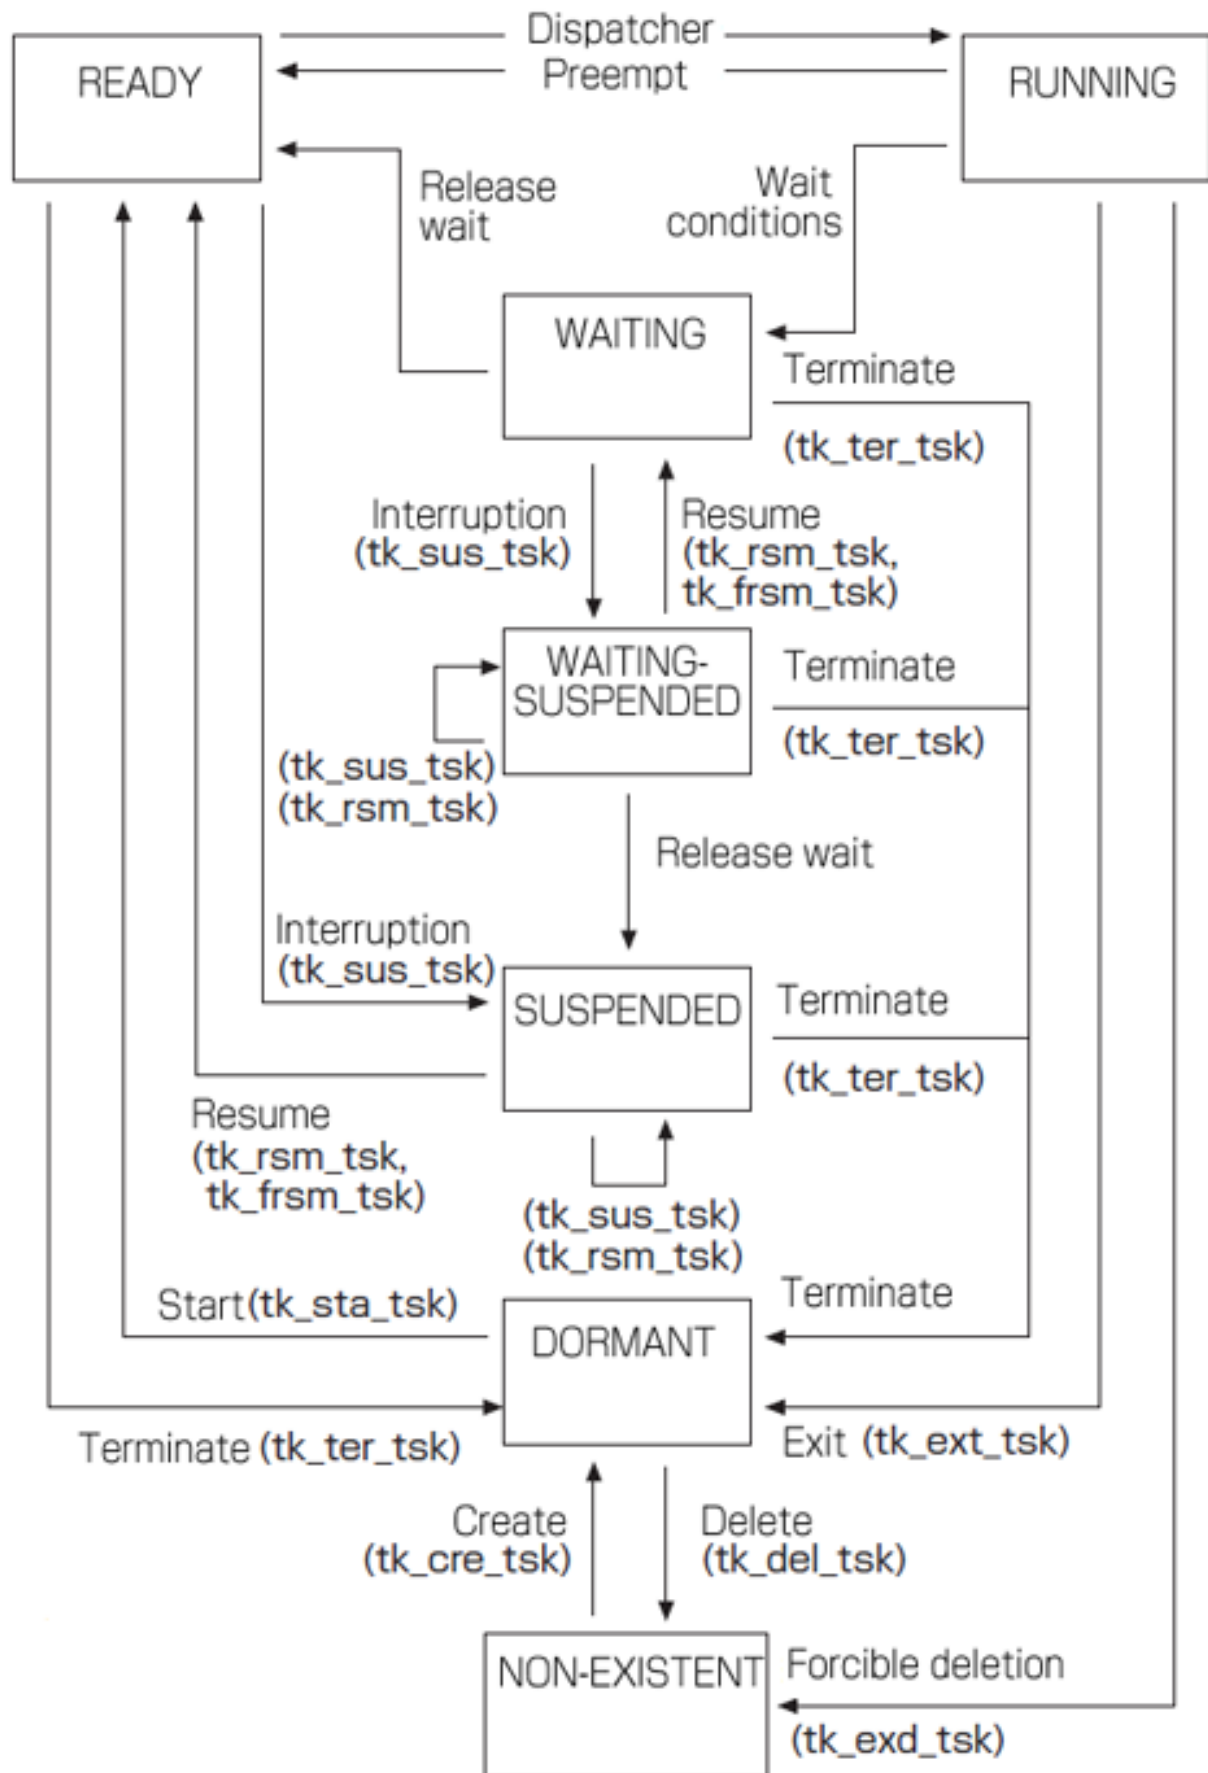 Dispatcher
READY
Preempt
RUNNING
Release
wait
Wait
conditions
WAITING
Terminate
(tk_ter_tsk)
Interruption
(tk_sus_tsk)
Resume
(tk_rsm_tsk,
tk_frsm_tsk)
WAITING-
SUSPENDED
Terminate
(tk_ter_tsk)
(tk_sus_tsk)
(tk_rsm_tsk)
Release wait
Interruption
(tk_sus_tsk)
SUSPENDED
Terminate
(tk_ter_tsk)
Resume
(tk_rsm_tsk,
tk_frsm_tsk)
(tk_sus_tsk)
(tk_rsm_tsk)
Start(tk_sta_tsk)
Terminate
DORMANT
Terminate (tk_ter_tsk)
Exit (tk_ext_tsk)
Create
(tk_cre_tsk)
Delete
(tk_del_tsk)
NON-EXISTENT
Forcible deletion
(tk_exd_tsk)